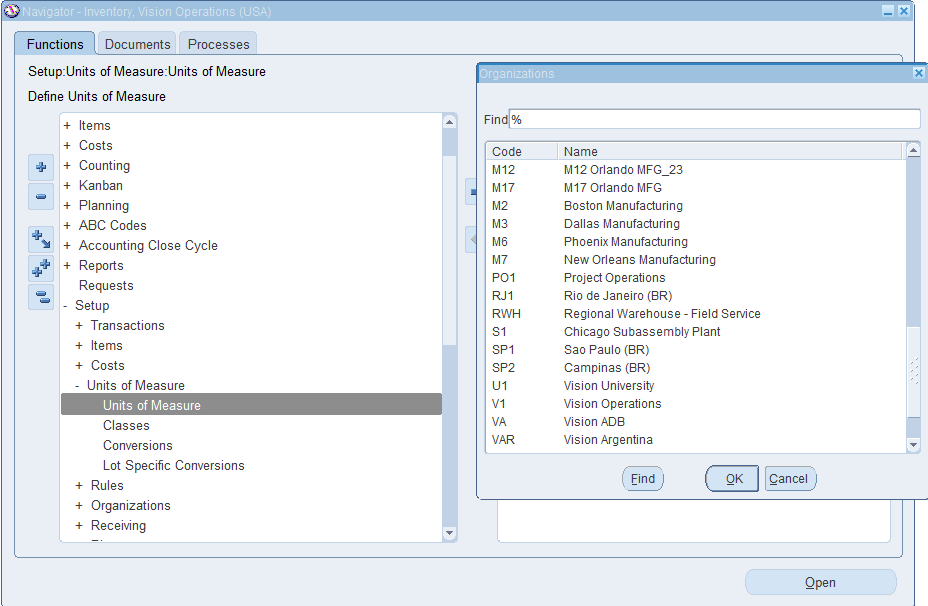 Navigator - Inventory, Vision Operations (USA)
Functions
Documents
Processes
Setup:Units of Measure:Units of Measure
Define Units of Measure
+ Items
+ Costs
+ Counting
+ Kanban
+ Planning
+ ABC Codes
+ Accounting Close Cycle
+ Reports
Requests
- Setup
+ Transactions
+ Items
+ Costs
- Units of Measure
Units of Measure
Classes
Conversions
Lot Specific Conversions
+ Rules
+ Organizations
+ Receiving
Organizations
Find %
Code Name
M12 M12 Orlando MFG_23
M17 M17 Orlando MFG
M2 Boston Manufacturing
M3 Dallas Manufacturing
M6 Phoenix Manufacturing
M7 New Orleans Manufacturing
PO1 Project Operations
RJ1 Rio de Janeiro (BR)
RWH Regional Warehouse - Field Service
S1 Chicago Subassembly Plant
SP1 Sao Paulo (BR)
SP2 Campinas (BR)
U1 Vision University
V1 Vision Operations
VA Vision ADB
VAR Vision Argentina
Find
OK
Cancel
Open